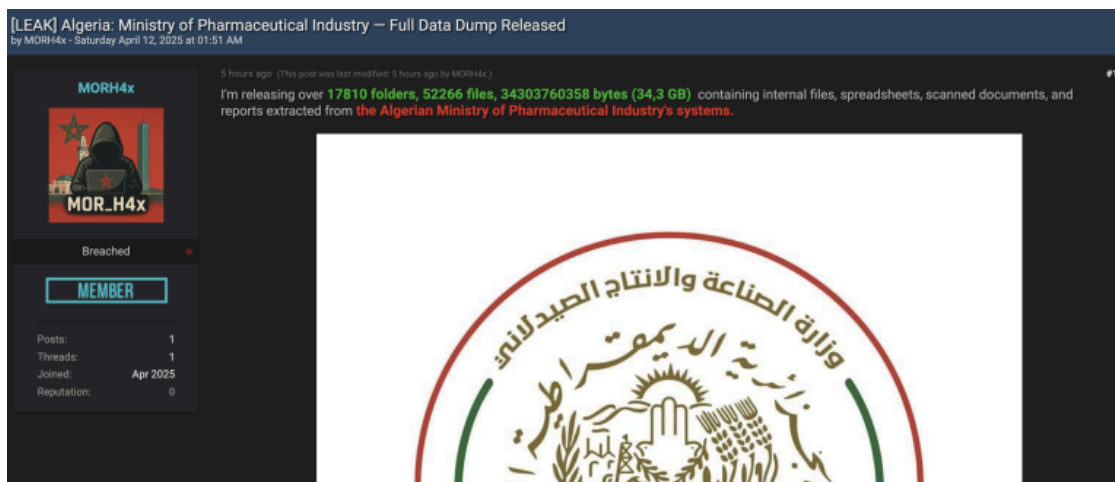 [LEAK] Algeria: Ministry of Pharmaceutical Industry — Full Data Dump Released
by MORH4x - Saturday April 12, 2025 at 01:51 AM
MORH4x
MOR_H4x
Breached
MEMBER
Posts: 1
Threads: 1
Joined: Apr 2025
Reputation: 0
5 hours ago (This post was last modified: 5 hours ago by MORH4x.)
I'm releasing over 17810 folders, 52266 files, 34303760358 bytes (34,3 GB) containing internal files, spreadsheets, scanned documents, and
reports extracted from the Algerian Ministry of Pharmaceutical Industry's systems.
وزارة الصناعة والانتاج الصيدلاني
الديمقراطية